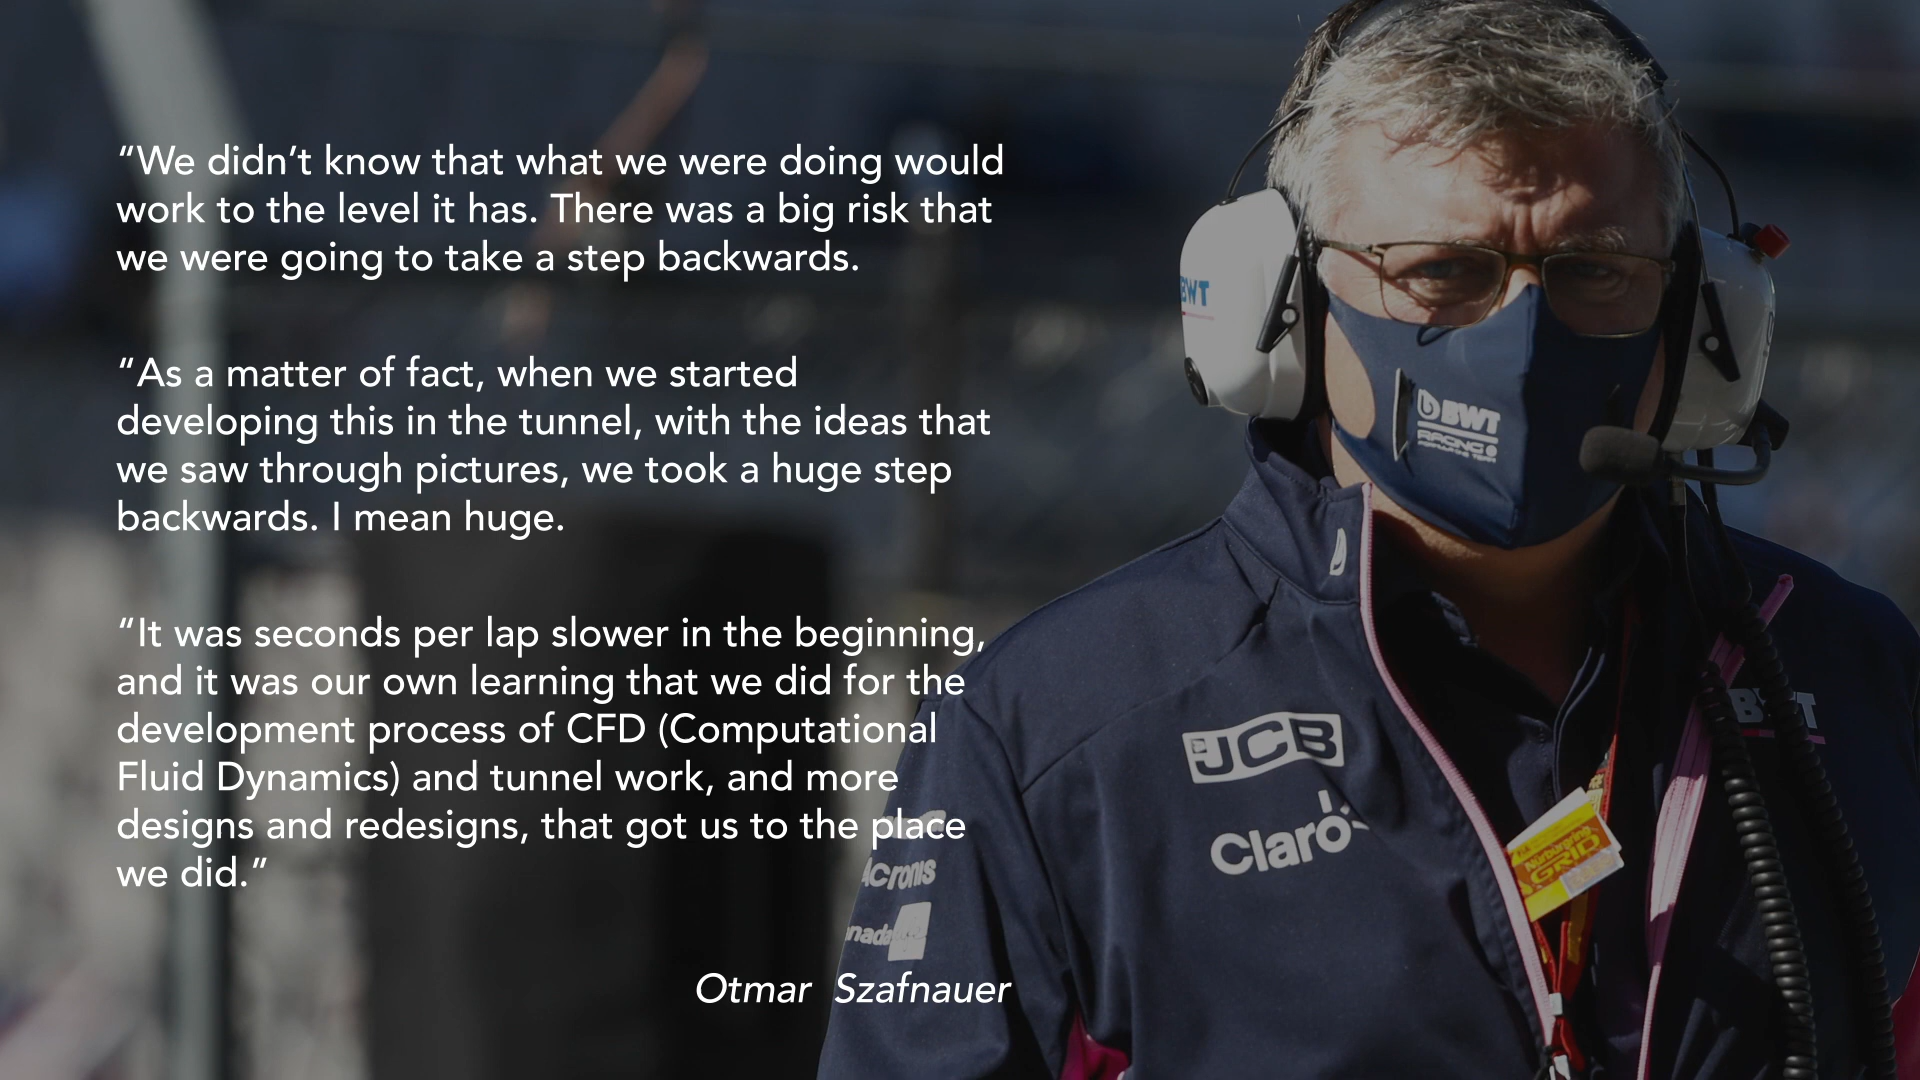 “We didn’t know that what we were doing would
work to the level it has. There was a big risk that
we were going to take a step backwards.
“As a matter of fact, when we started
developing this in the tunnel, with the ideas that
we saw through pictures, we took a huge step
backwards. I mean huge.
“It was seconds per lap slower in the beginning,
and it was our own learning that we did for the
development process of CFD (Computational
Fluid Dynamics) and tunnel work, and more
designs and redesigns, that got us to the place
we did.”
Otmar Szafnauer
BWT
BWT
RACING
JCB
Claro
Acronis
BWT
Nürburgring
GRID